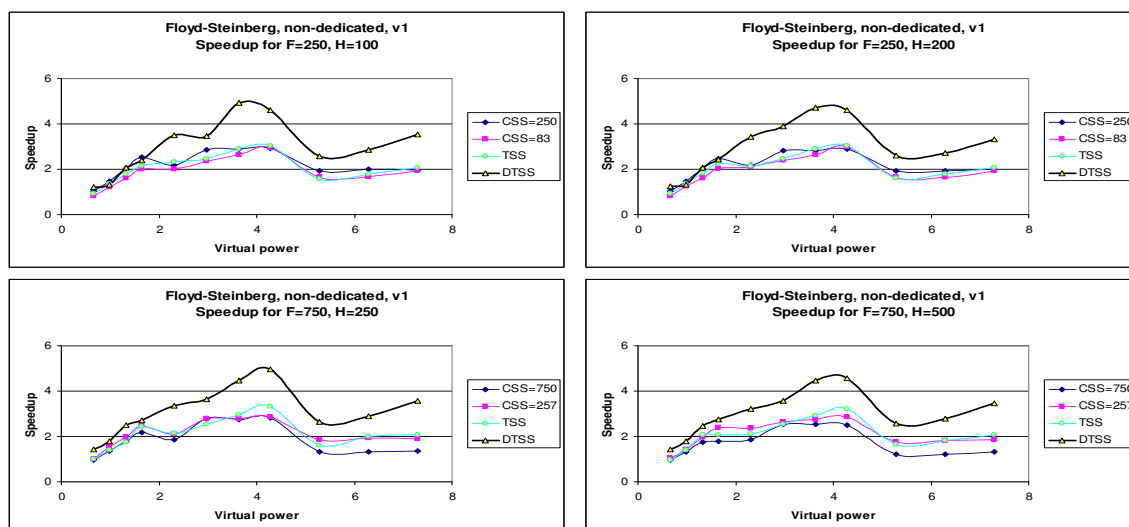 Floyd-Steinberg, non-dedicated, v1
Speedup for F=250, H=100
Speedup
6
4
2
0
0 2 4 6 8
Virtual power
CSS=250
CSS=83
TSS
DTSS
Floyd-Steinberg, non-dedicated, v1
Speedup for F=250, H=200
Speedup
6
4
2
0
0 2 4 6 8
Virtual power
CSS=250
CSS=83
TSS
DTSS
Floyd-Steinberg, non-dedicated, v1
Speedup for F=750, H=250
Speedup
6
4
2
0
0 2 4 6 8
Virtual power
CSS=750
CSS=257
TSS
DTSS
Floyd-Steinberg, non-dedicated, v1
Speedup for F=750, H=500
Speedup
6
4
2
0
0 2 4 6 8
Virtual power
CSS=750
CSS=257
TSS
DTSS